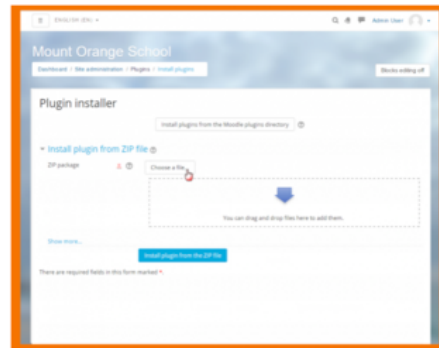 ENGLISH (EN)
Admin User
Mount Orange School
Dashboard / Site administration / Plugins / Install plugins
Blocks editing off
Plugin installer
Install plugins from the Moodle plugins directory
Install plugin from ZIP file
ZIP package
Choose a file...
You can drag and drop files here to add them.
Show more...
Install plugin from the ZIP file
There are required fields in this form marked *.